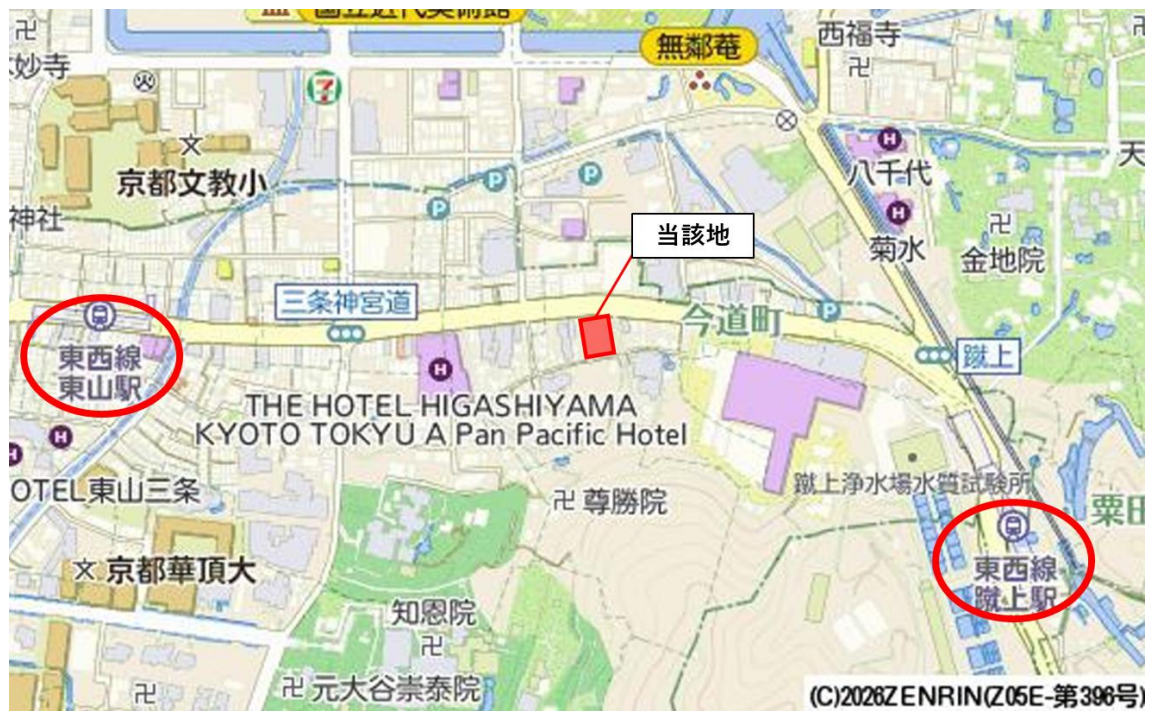 国立近代美術館
無鄰菴
西福寺
妙寺
京都文教小
八千代
天
神社
当該地
菊水
金地院
三条神宮道
今道町
東西線
東山駅
蹴上
THE HOTEL HIGASHIYAMA
KYOTO TOKYU A Pan Pacific Hotel
OTEL東山三条
尊勝院
蹴上浄水場水質試験所
粟田
京都華頂大
東西線
蹴上駅
知恩院
元大谷崇泰院
(C)2026ZENRIN(Z05E-第396号)